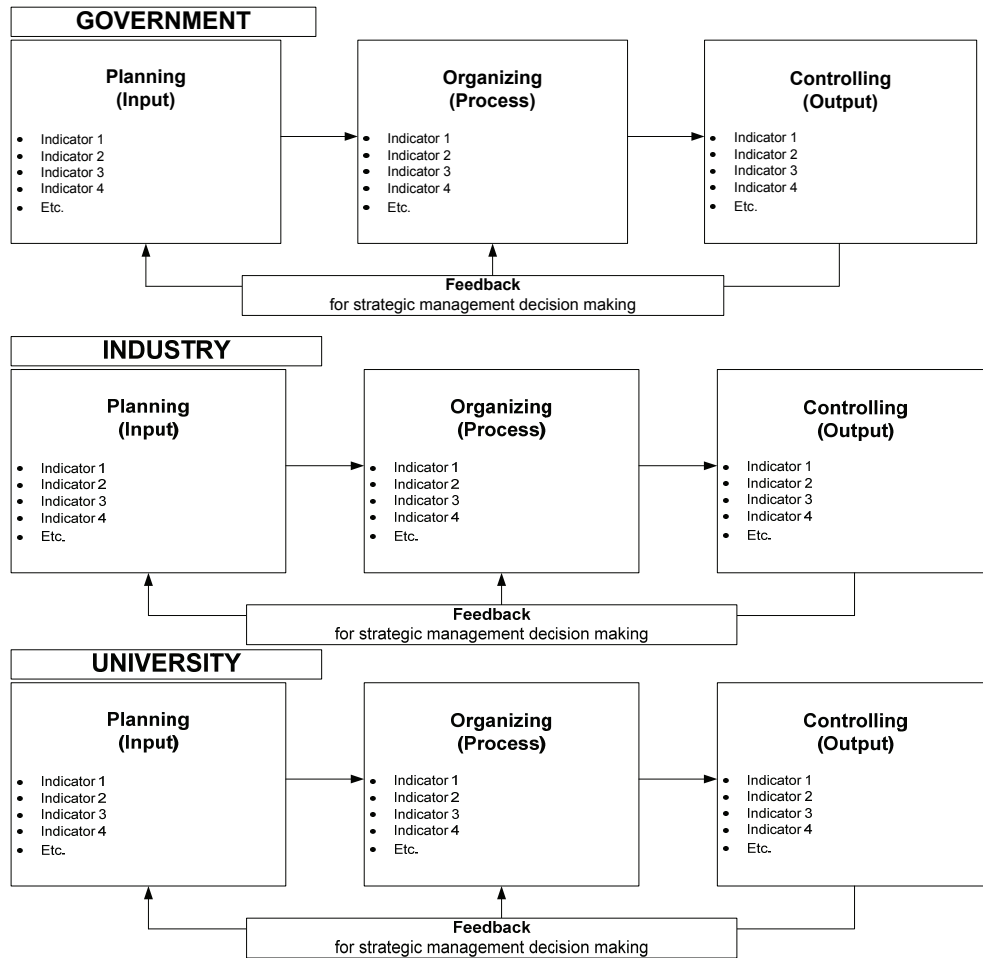 GOVERNMENT
Planning
(Input)
• Indicator 1
• Indicator 2
• Indicator 3
• Indicator 4
• Etc.
Organizing
(Process)
• Indicator 1
• Indicator 2
• Indicator 3
• Indicator 4
• Etc.
Controlling
(Output)
• Indicator 1
• Indicator 2
• Indicator 3
• Indicator 4
• Etc.
Feedback
for strategic management decision making
INDUSTRY
Planning
(Input)
• Indicator 1
• Indicator 2
• Indicator 3
• Indicator 4
• Etc.
Organizing
(Process)
• Indicator 1
• Indicator 2
• Indicator 3
• Indicator 4
• Etc.
Controlling
(Output)
• Indicator 1
• Indicator 2
• Indicator 3
• Indicator 4
• Etc.
Feedback
for strategic management decision making
UNIVERSITY
Planning
(Input)
• Indicator 1
• Indicator 2
• Indicator 3
• Indicator 4
• Etc.
Organizing
(Process)
• Indicator 1
• Indicator 2
• Indicator 3
• Indicator 4
• Etc.
Controlling
(Output)
• Indicator 1
• Indicator 2
• Indicator 3
• Indicator 4
• Etc.
Feedback
for strategic management decision making